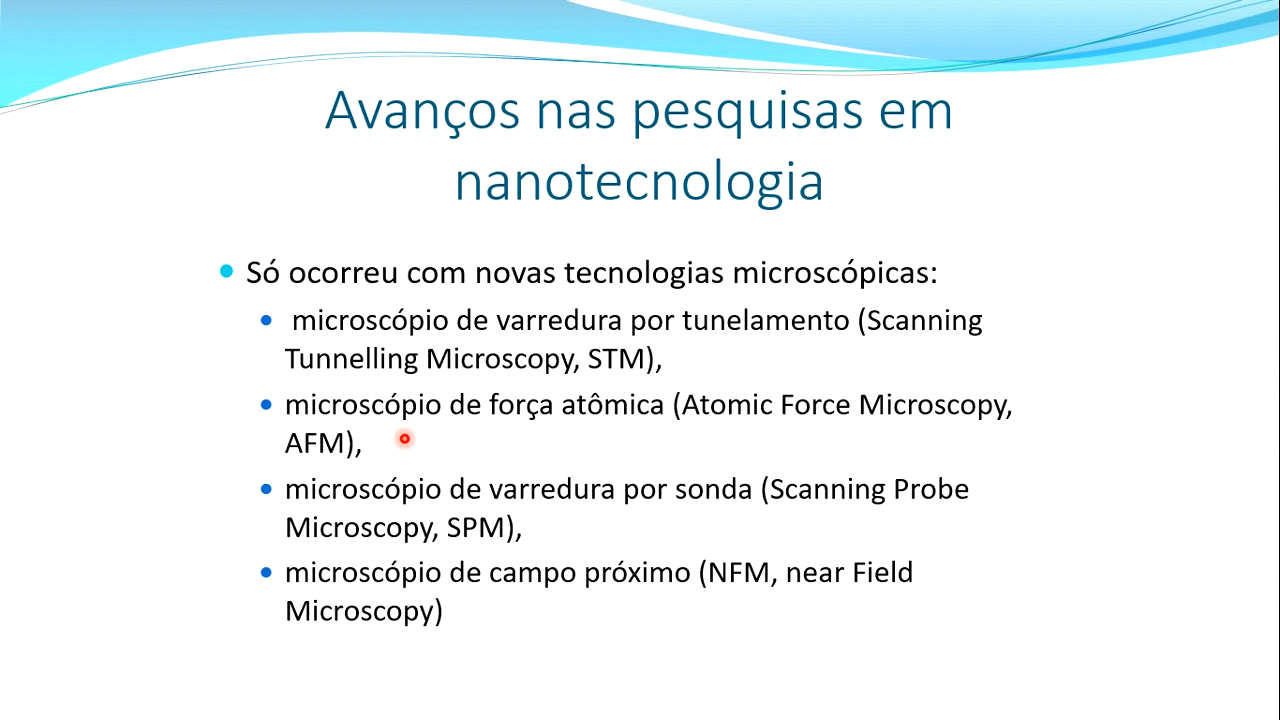 Avanços nas pesquisas em
nanotecnologia
Só ocorreu com novas tecnologias microscópicas:
microscópio de varredura por tunelamento (Scanning
Tunnelling Microscopy, STM),
microscópio de força atômica (Atomic Force Microscopy,
AFM),
microscópio de varredura por sonda (Scanning Probe
Microscopy, SPM),
microscópio de campo próximo (NFM, near Field
Microscopy)